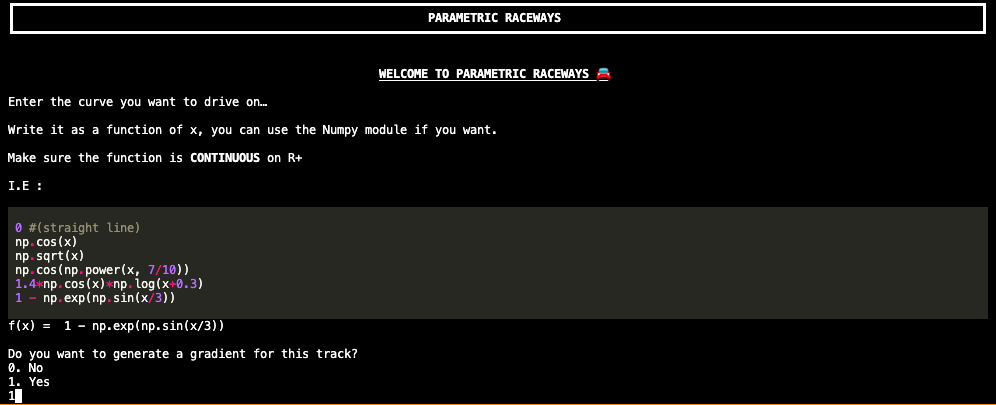 PARAMETRIC RACEWAYS
WELCOME TO PARAMETRIC RACEWAYS 🚘
Enter the curve you want to drive on…
Write it as a function of x, you can use the Numpy module if you want.
Make sure the function is CONTINUOUS on R+
I.E :
0 #(straight line)
np.cos(x)
np.sqrt(x)
np.cos(np.power(x, 7/10))
1.4*np.cos(x)*np.log(x+0.3)
1 - np.exp(np.sin(x/3))
f(x) =  1 - np.exp(np.sin(x/3))
Do you want to generate a gradient for this track?
0. No
1. Yes
1